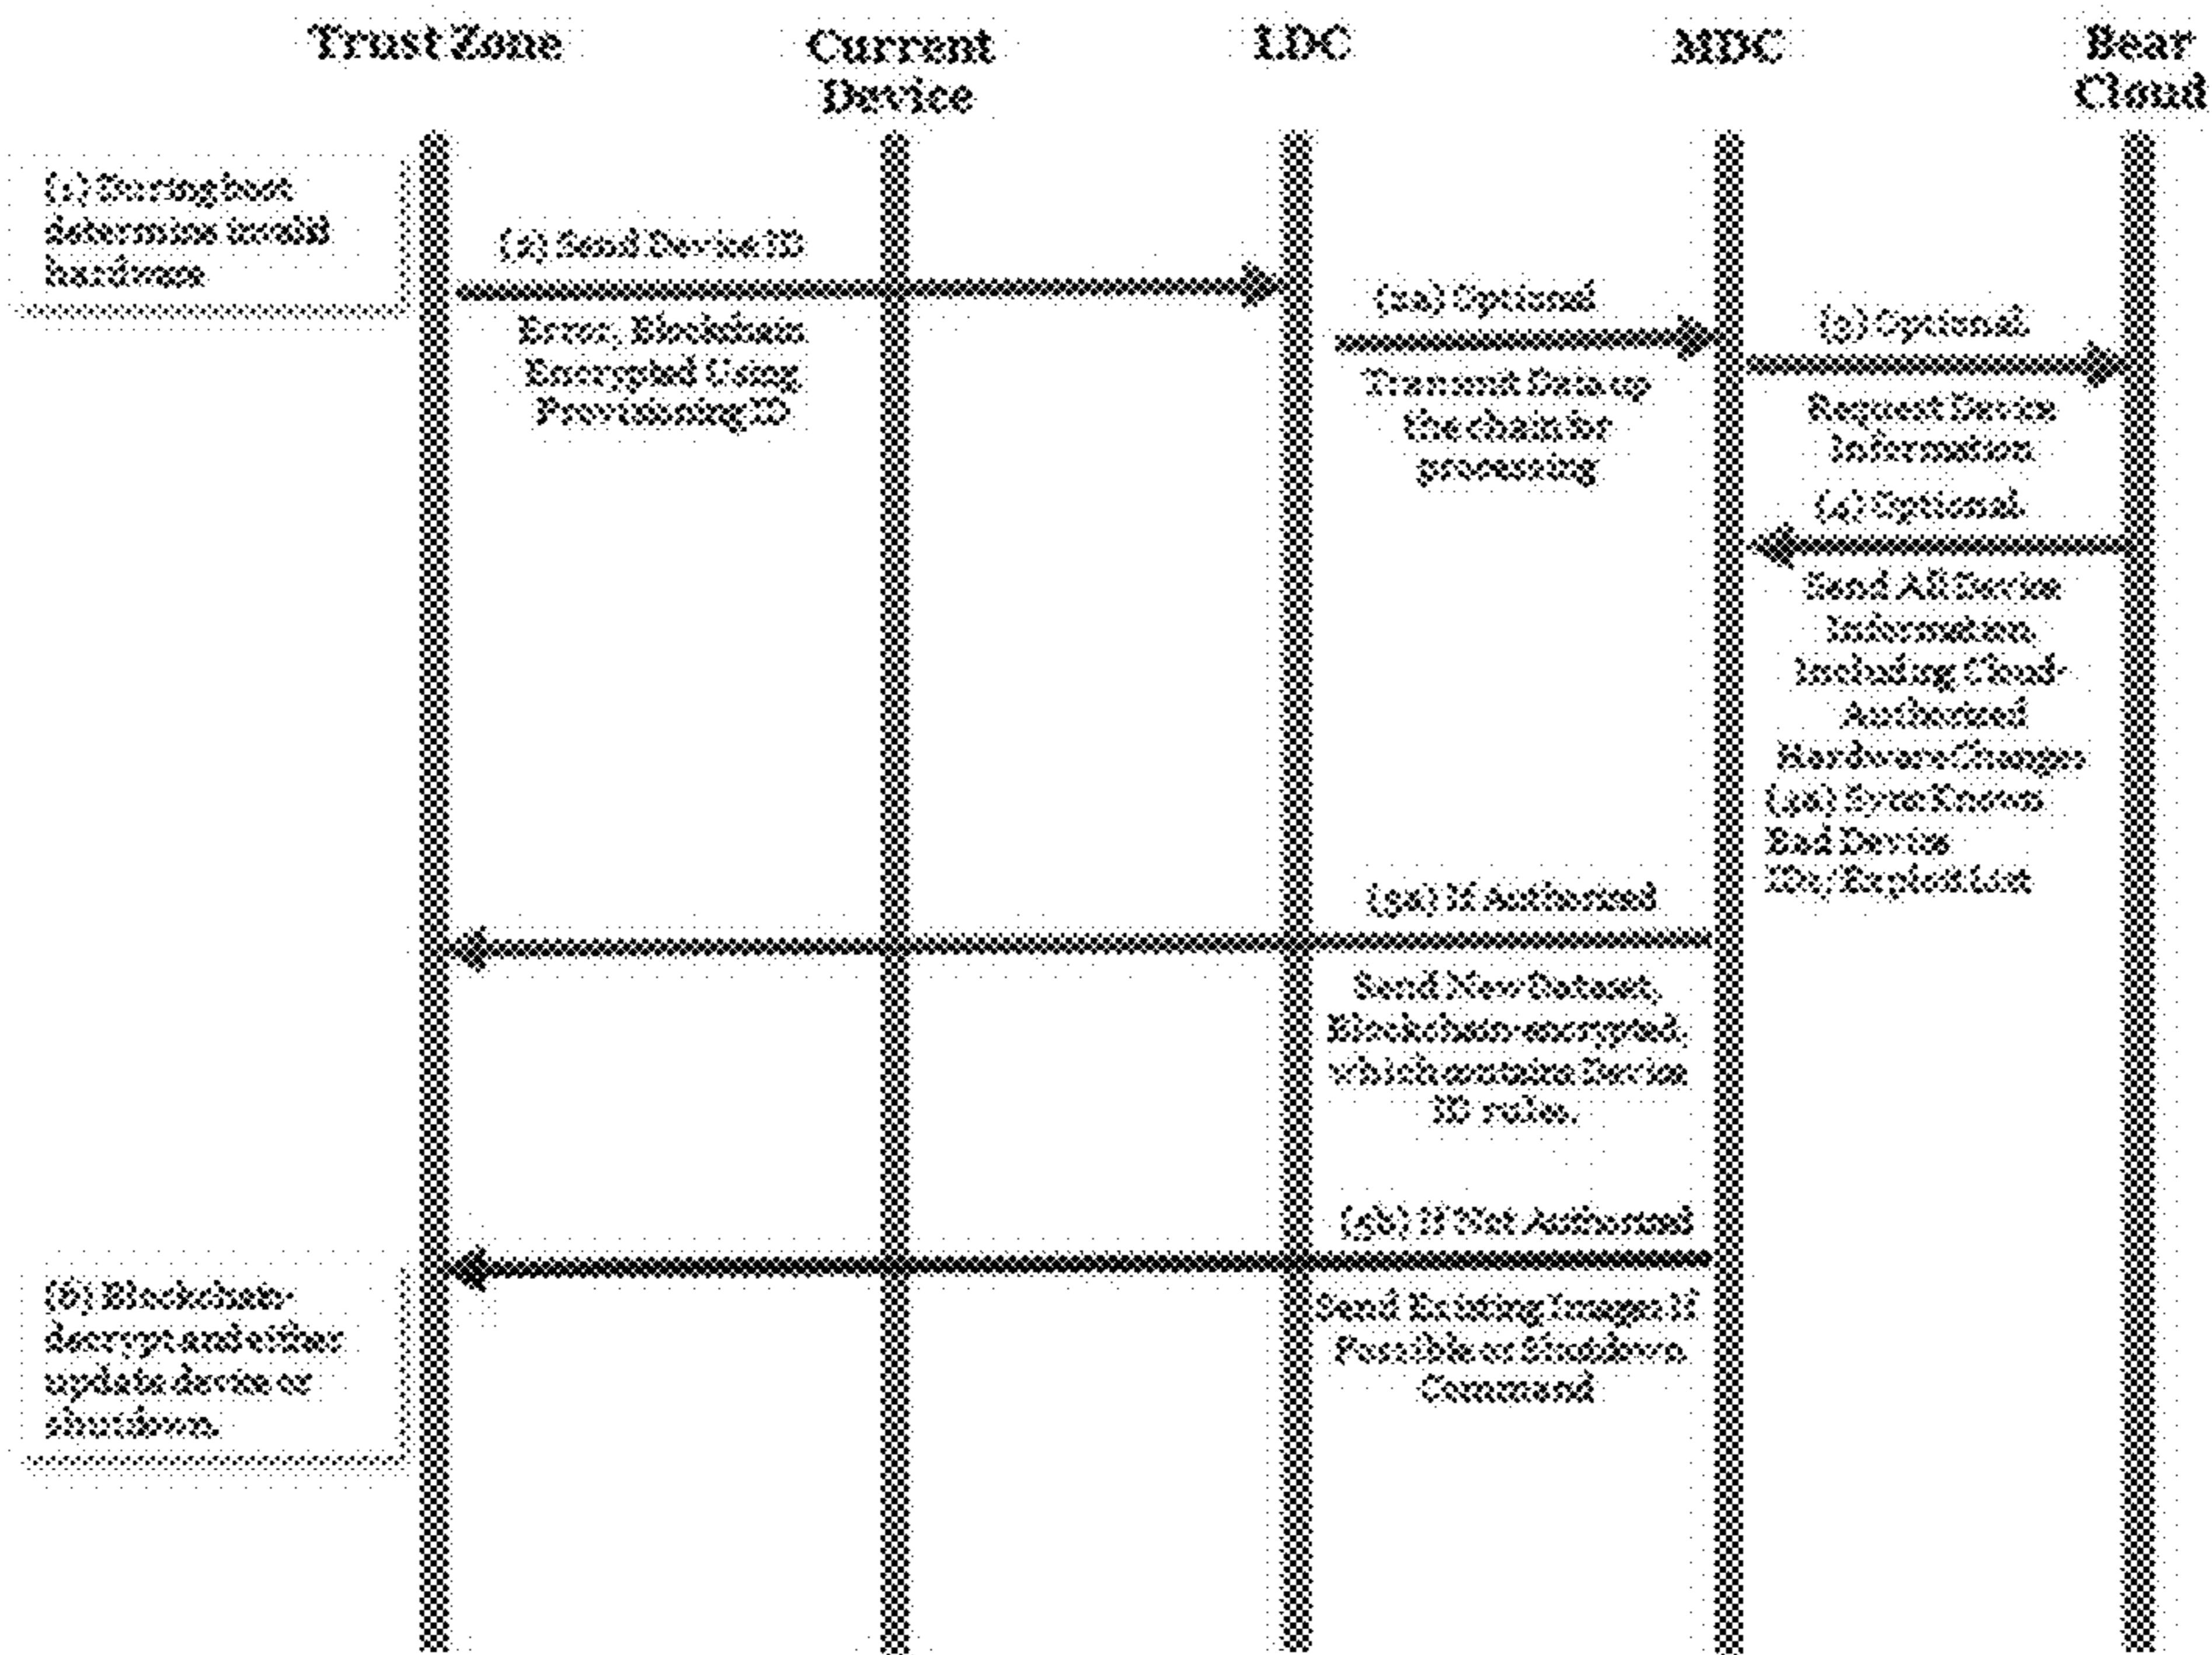 Trust Zone
Current
Device
LDC
MDC
Bear
Cloud
(1) During boot
determine invalid
hardware
(2) Send Device ID
Error, Blockchain
Encrypted Using
Provisioning ID
(2a) Optional
Transmit Data up
the chain for
processing
(3) Optional
Request Device
Information
(4) Optional
Send All Device
Information
Including Cloud-
Authorized
Hardware Changes
Sync Known
Bad Device
IDs/Exploit List
(5a) If Authorized
Send New Dataset,
Blockchain-encrypted,
which contains Device
ID rules.
(5b) If Not Authorized
Send Existing Image If
Possible or Shutdown
Command
(6) Blockchain-
decrypt and either
update device or
shutdown.